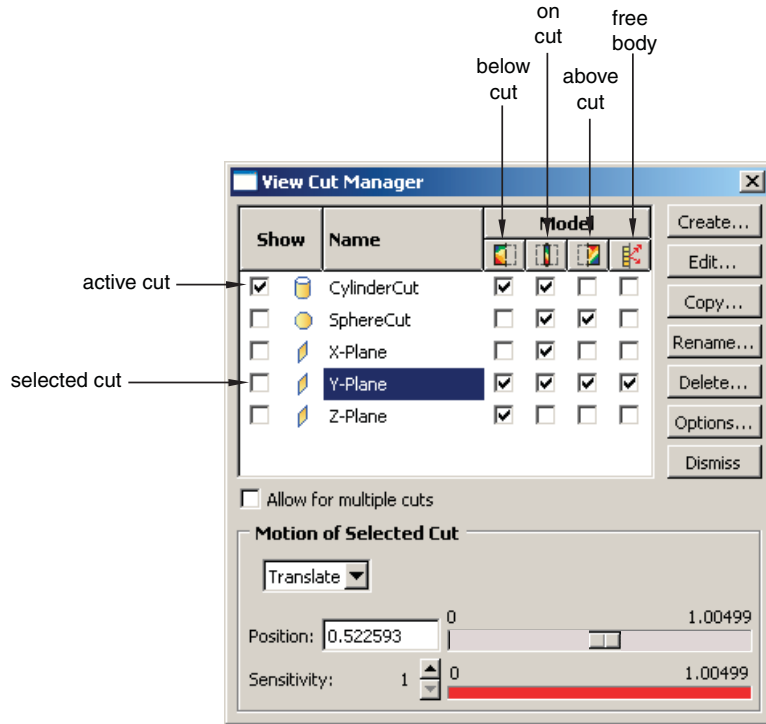 on
cut
free
body
below
cut
above
cut
View Cut Manager
Show
Name
Model
Create...
Edit...
active cut
CylinderCut
Copy...
SphereCut
Rename...
X-Plane
selected cut
Y-Plane
Delete...
Z-Plane
Options...
Dismiss
Allow for multiple cuts
Motion of Selected Cut
Translate
0 1.00499
Position: 0.522593
Sensitivity: 1
0 1.00499